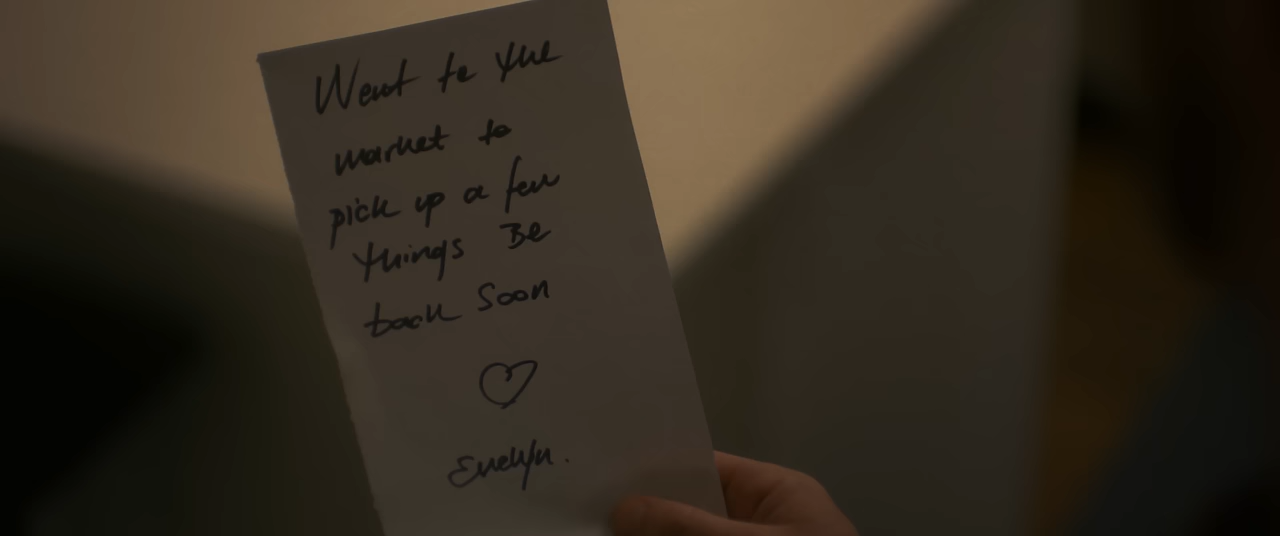 Went to the
market to
pick up a few
things Be
back Soon
Evelyn.